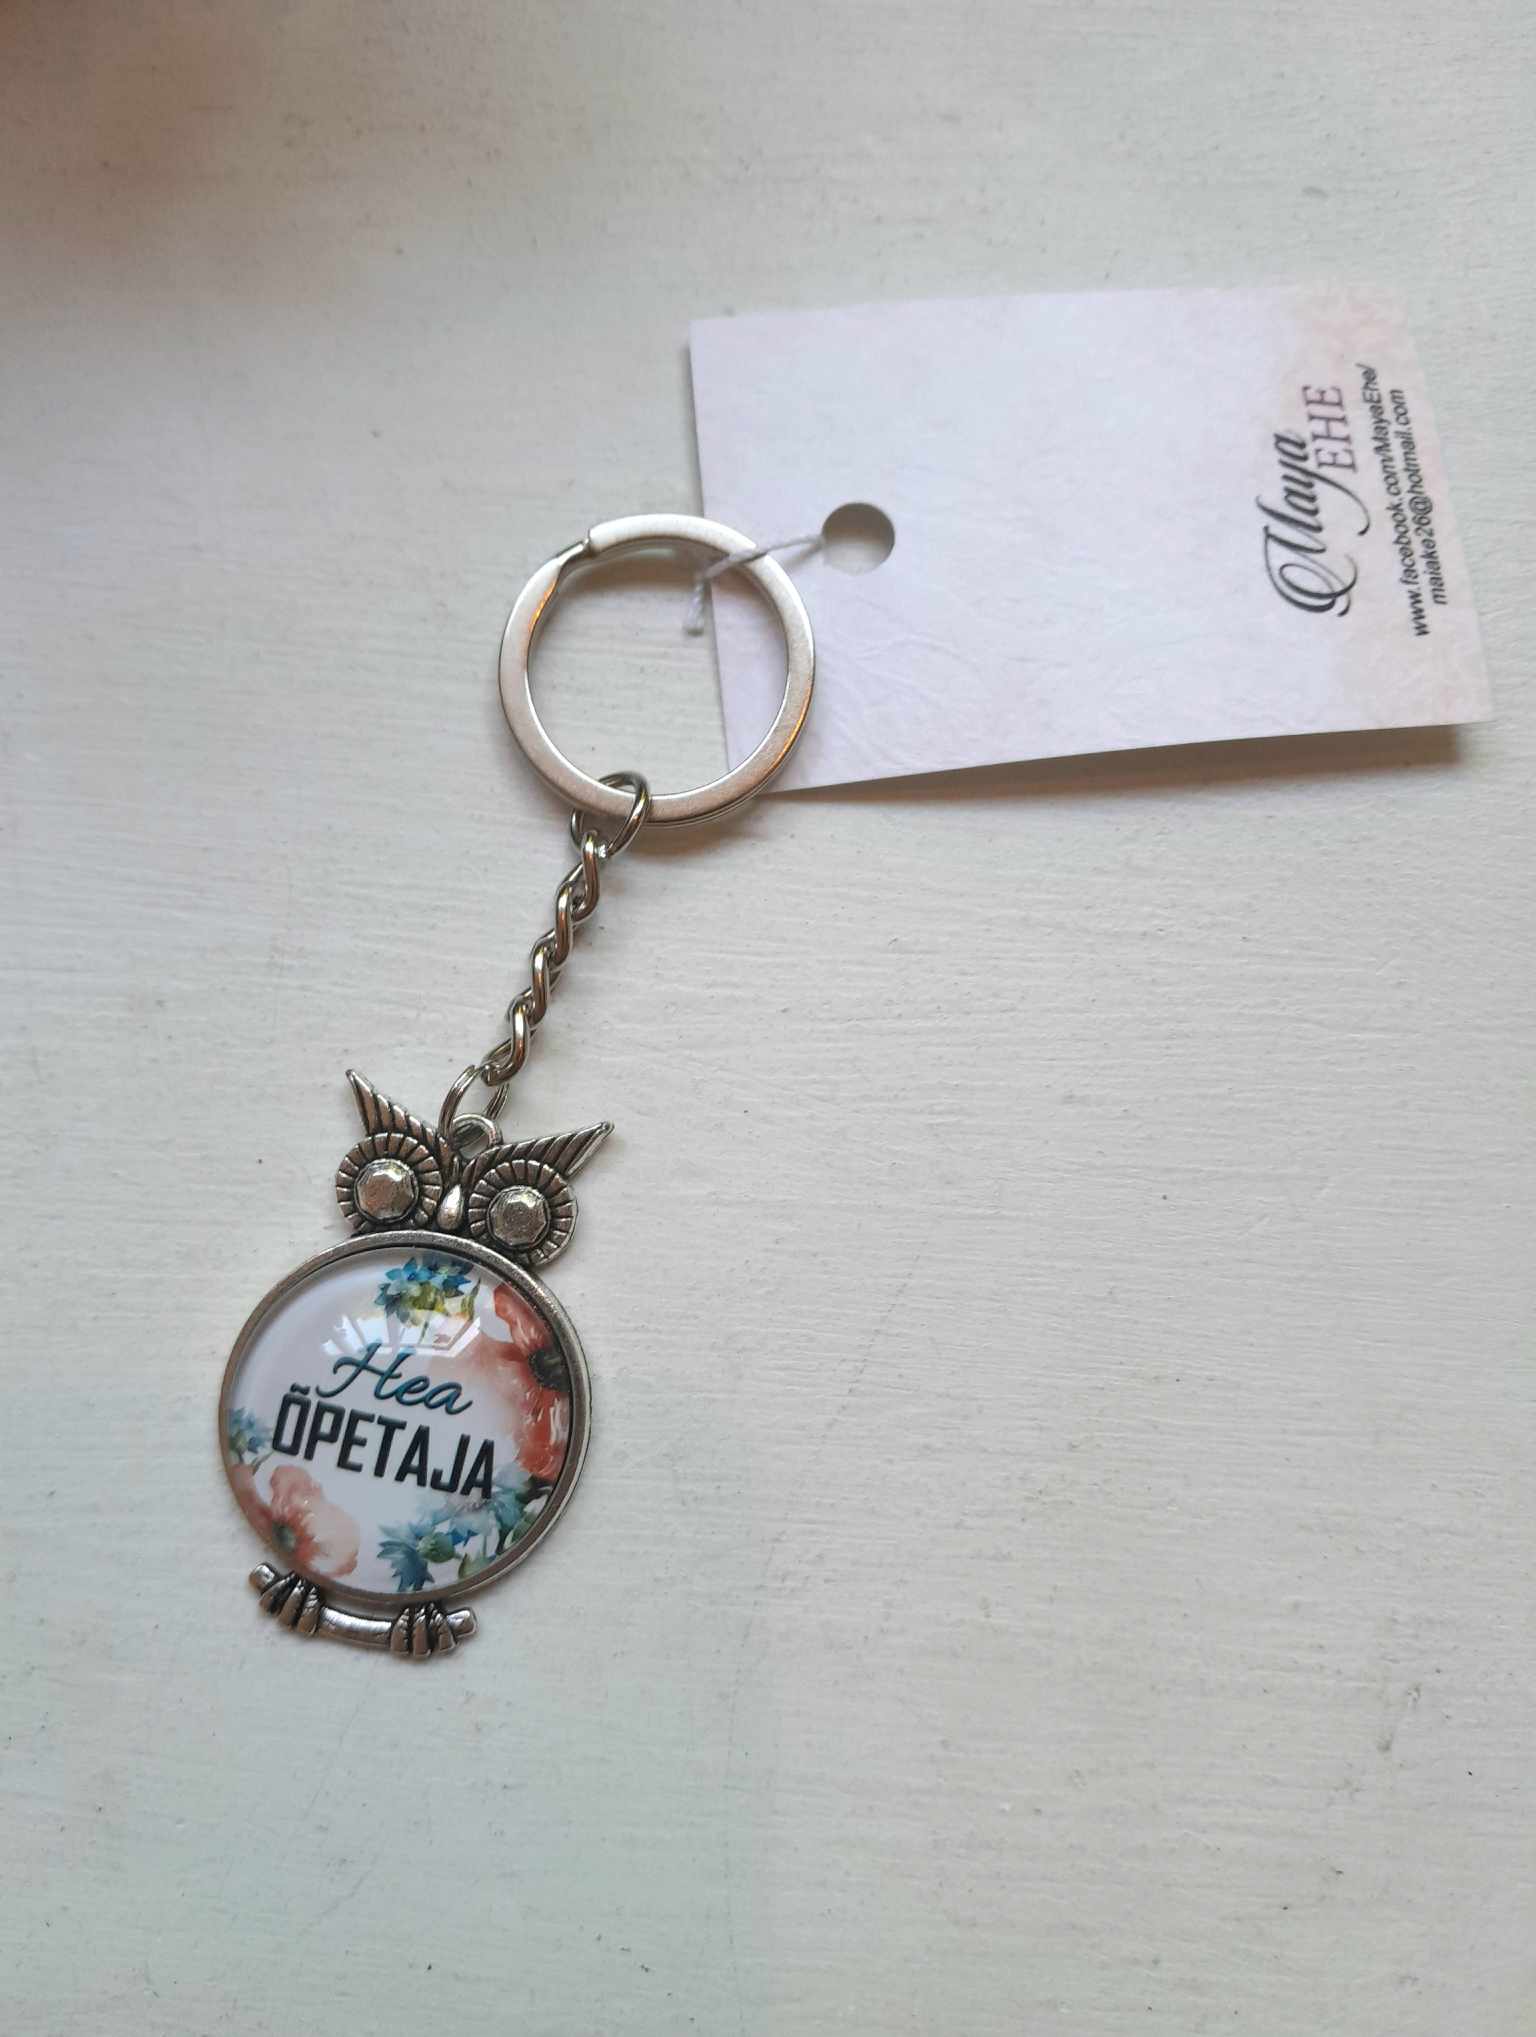 Hea
ÕPETAJA
Maya
EHE
www.facebook.com/MayaEhe/
maiake26@hotmail.com